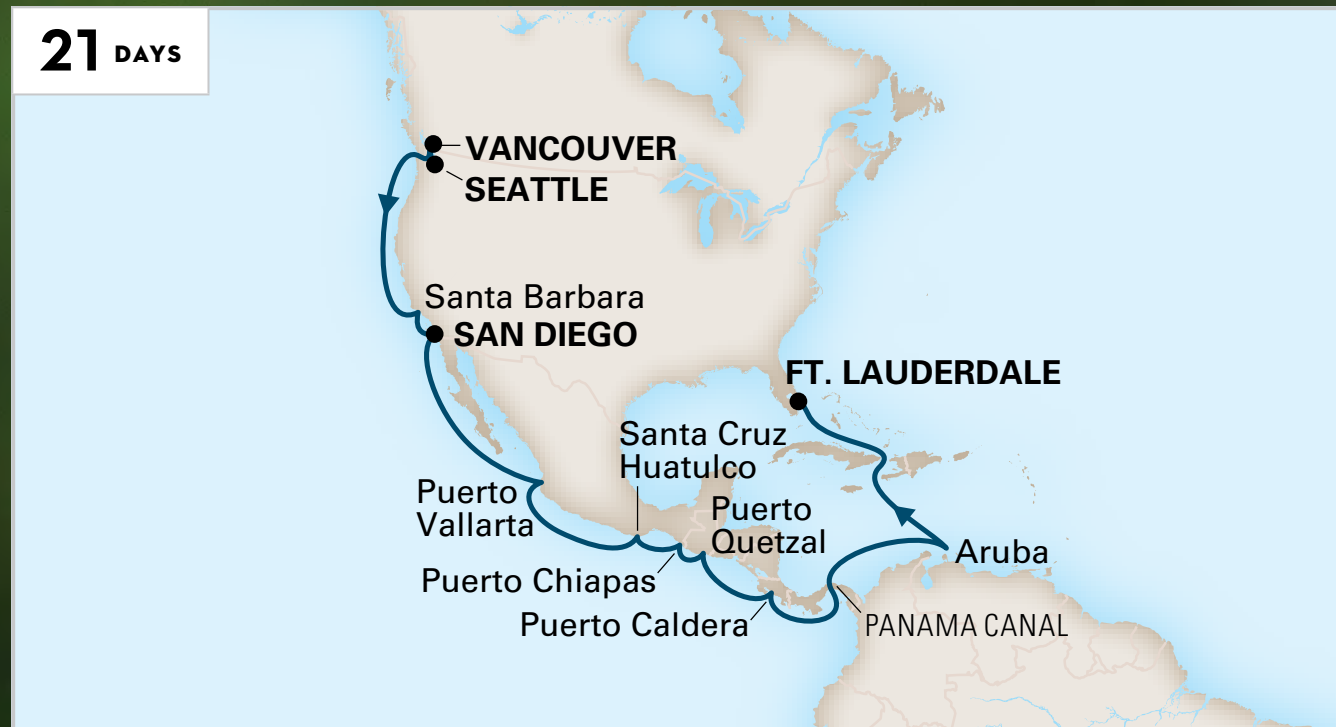 21 DAYS
VANCOUVER
SEATTLE
Santa Barbara
SAN DIEGO
FT. LAUDERDALE
Santa Cruz
Huatulco
Puerto
Vallarta
Puerto
Quetzal
Aruba
Puerto Chiapas
Puerto Caldera
PANAMA CANAL